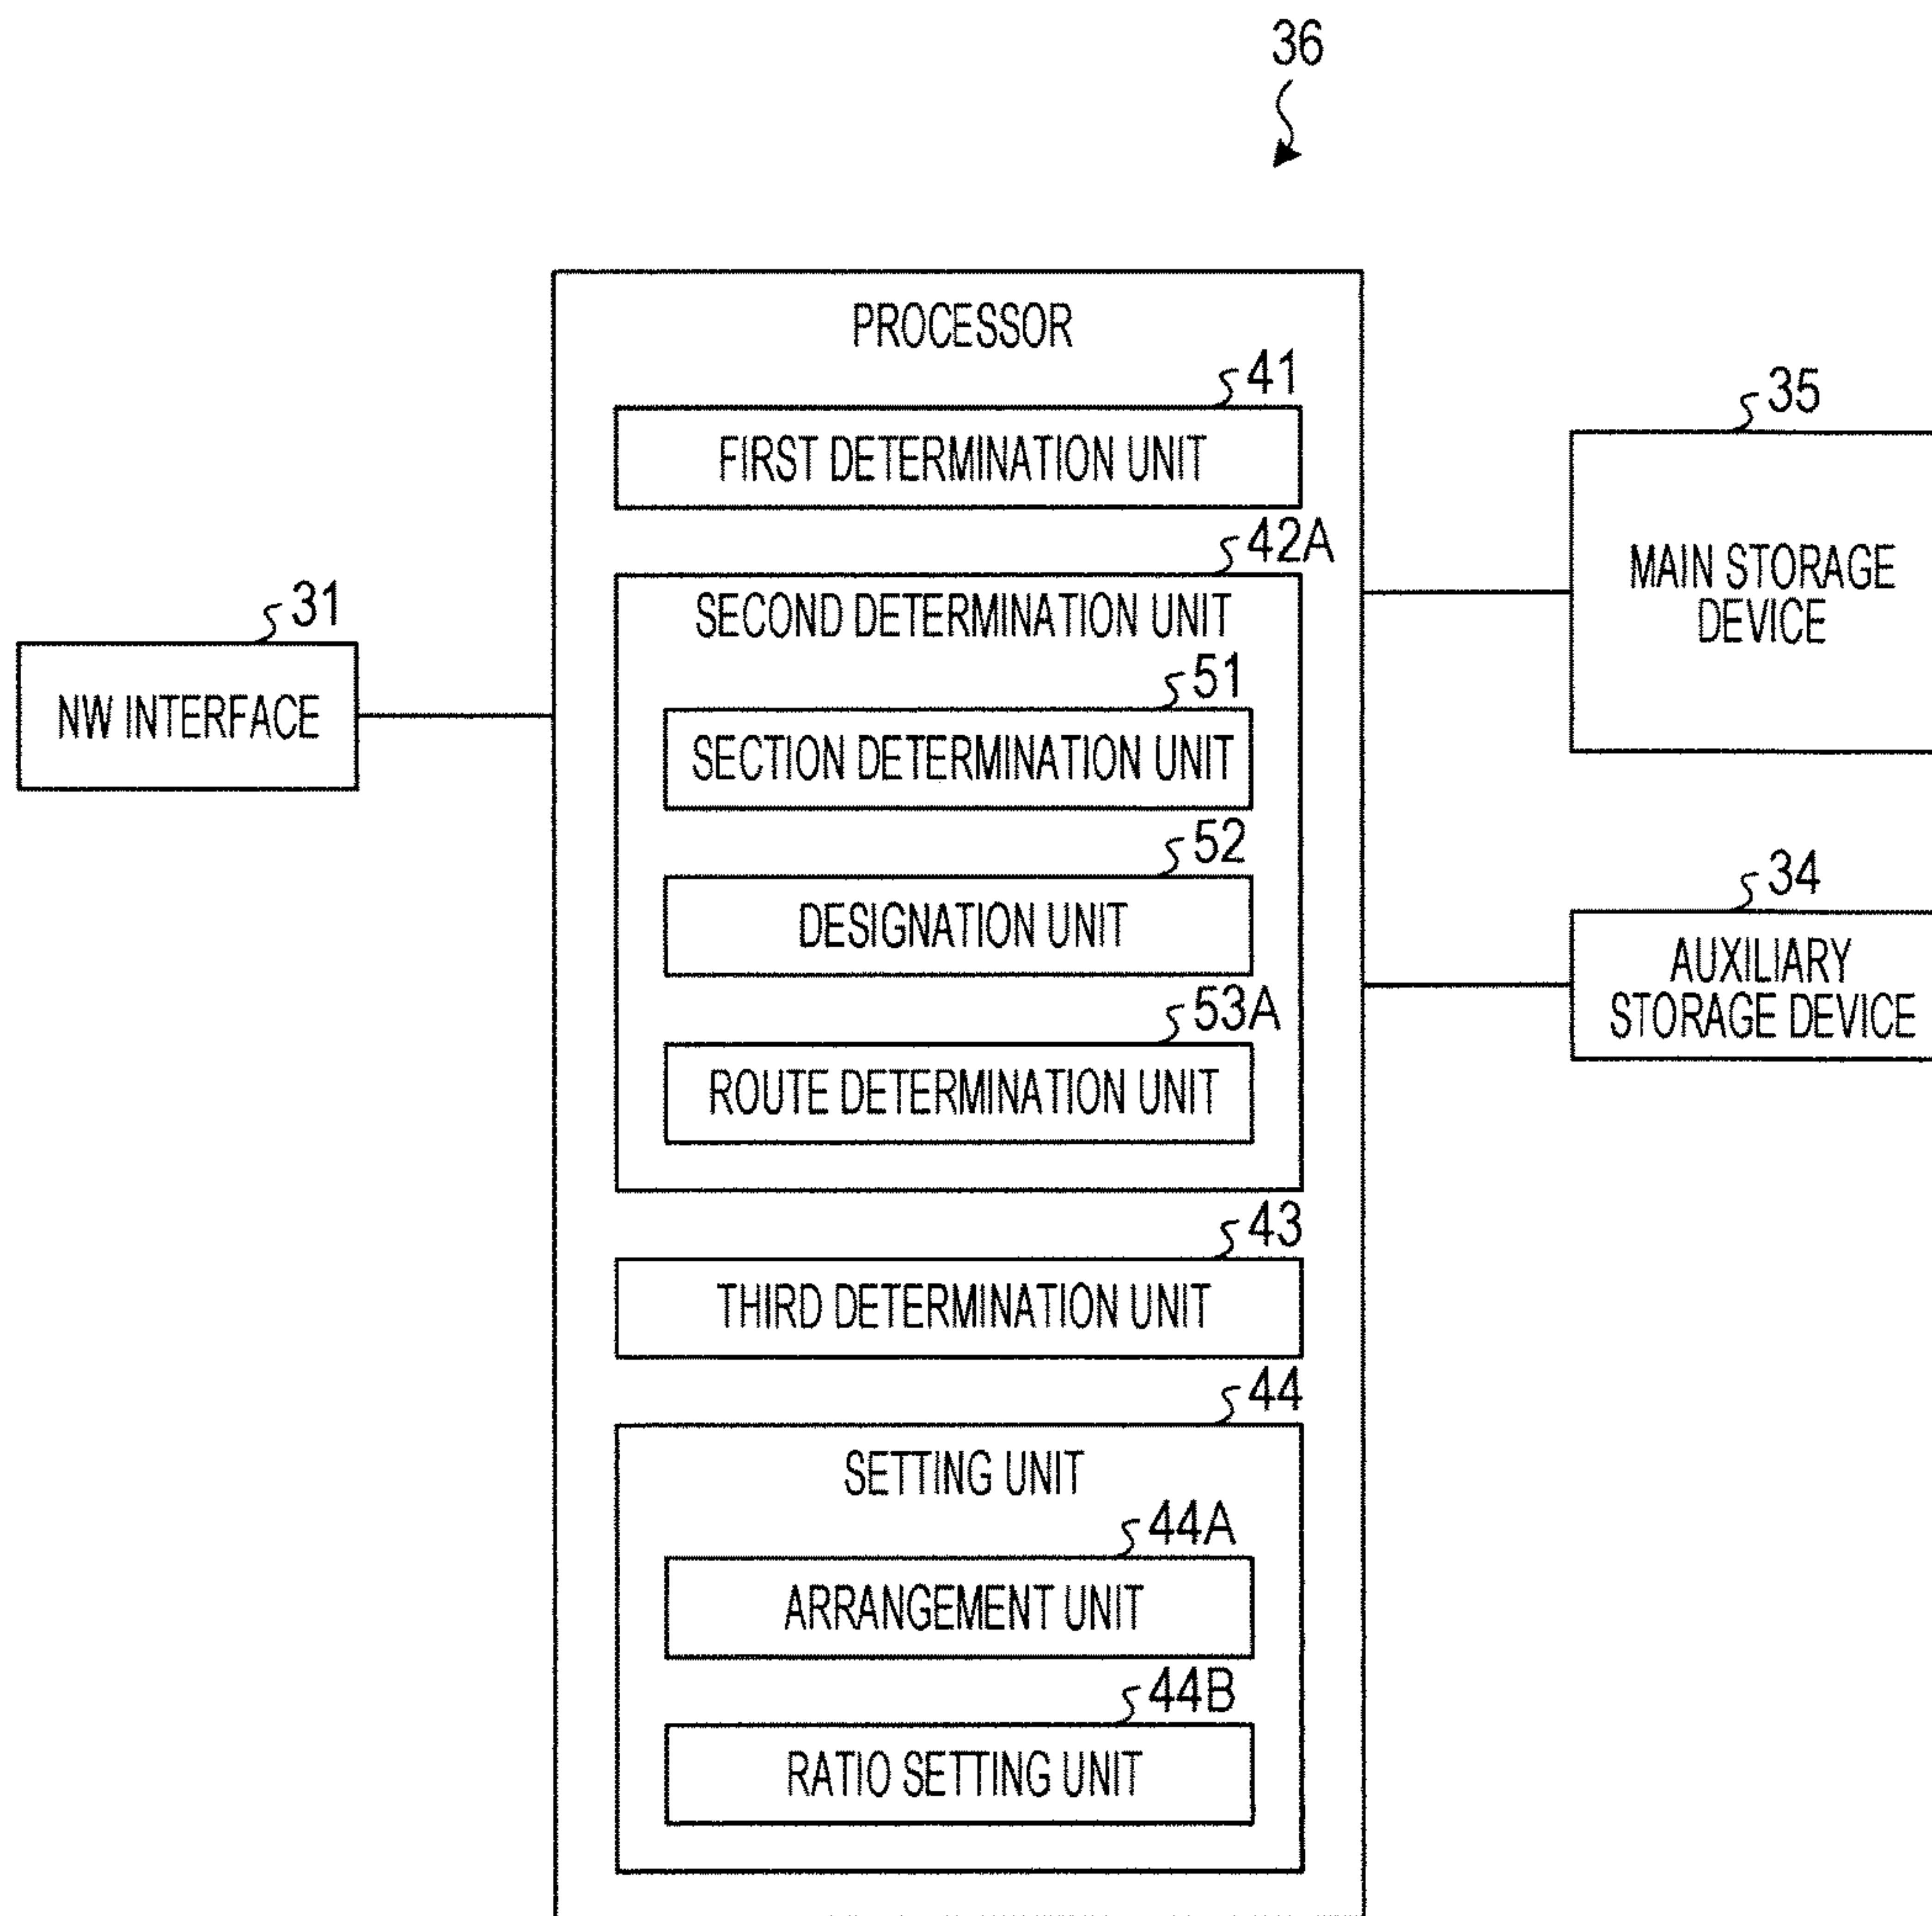 36
PROCESSOR
41
FIRST DETERMINATION UNIT
42A
SECOND DETERMINATION UNIT
51
SECTION DETERMINATION UNIT
52
DESIGNATION UNIT
53A
ROUTE DETERMINATION UNIT
43
THIRD DETERMINATION UNIT
44
SETTING UNIT
44A
ARRANGEMENT UNIT
44B
RATIO SETTING UNIT
31
NW INTERFACE
35
MAIN STORAGE
DEVICE
34
AUXILIARY
STORAGE DEVICE